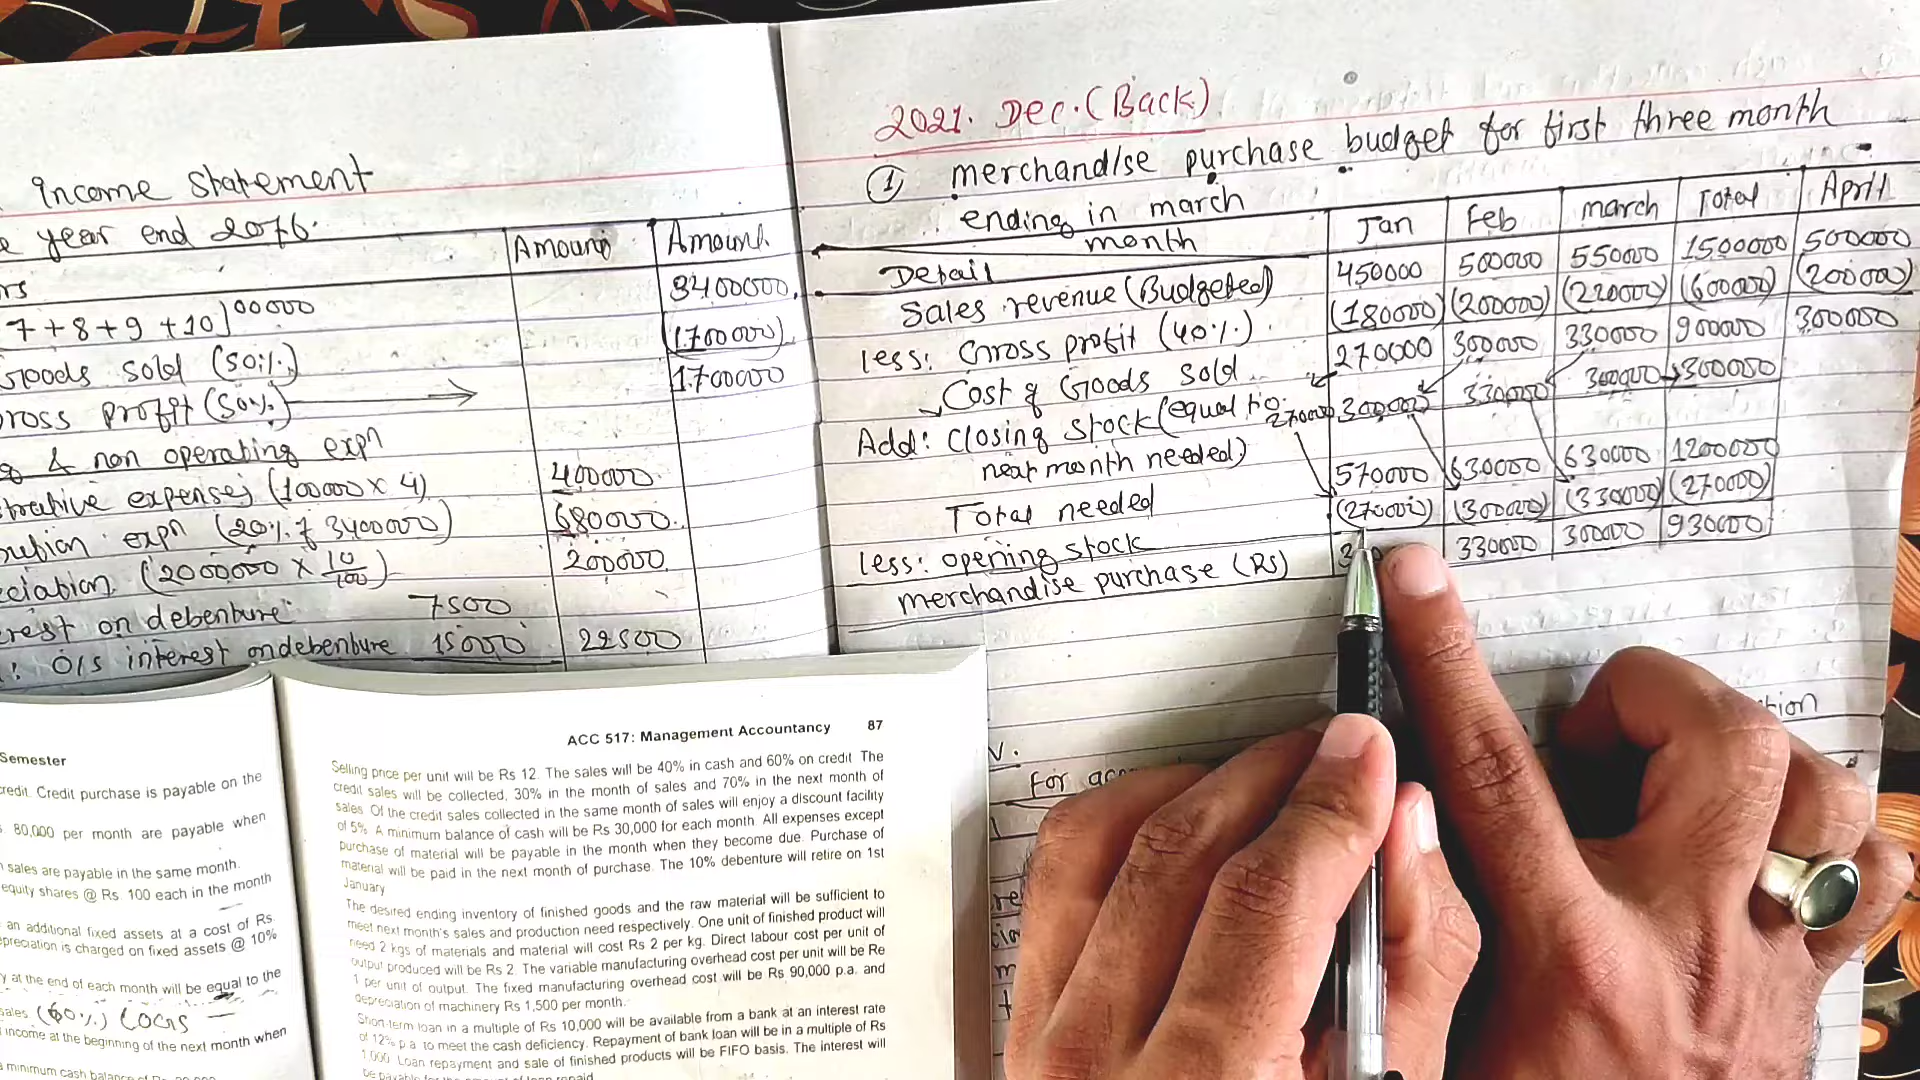 income statement
year end 2076.
Amount
Amount.
3400000
7+8+9+10]00000
(1700000)
Goods sold (50%)
1700000
Gross profit (50%)
& non operating expn
strative expenses (100000 x 4)
400000
expn (20% of 3400000)
680000
(2000000 x 10/100)
200000
rest on debenture
7500
: O/s interest ondebenture 15000 22500
2021. Dec. (Back)
① merchandise purchase budget for first three month
ending in march
month Jan Feb march Total April
Detail
Sales revenue (Budgeted) 450000 500000 550000 1500000 500000
less: Gross profit (40%) (180000) (200000) (220000) (600000) (200000)
Cost of Goods sold 270000 300000 330000 900000 300000
Add: Closing stock (equal to 270000 300000 330000 300000 300000
next month needed)
Total needed 570000 630000 630000 1200000
less: opening stock (270000) (300000) (330000) (270000)
merchandise purchase (Rs) 330000 300000 930000
tion
V.
For
Semester
redit. Credit purchase is payable on the
80,000 per month are payable when
sales are payable in the same month.
equity shares @ Rs. 100 each in the month
an additional fixed assets at a cost of Rs.
epreciation is charged on fixed assets @ 10%
y at the end of each month will be equal to the
sales (60%) COGS
income at the beginning of the next month when
minimum cash balance
ACC 517: Management Accountancy 87
Selling price per unit will be Rs 12. The sales will be 40% in cash and 60% on credit. The
credit sales will be collected, 30% in the month of sales and 70% in the next month of
sales. Of the credit sales collected in the same month of sales will enjoy a discount facility
of 5%. A minimum balance of cash will be Rs 30,000 for each month. All expenses except
purchase of material will be payable in the month when they become due. Purchase of
material will be paid in the next month of purchase. The 10% debenture will retire on 1st
January
The desired ending inventory of finished goods and the raw material will be sufficient to
meet next month's sales and production need respectively. One unit of finished product will
need 2 kgs of materials and material will cost Rs 2 per kg. Direct labour cost per unit of
output produced will be Rs 2. The variable manufacturing overhead cost per unit will be Re
1 per unit of output. The fixed manufacturing overhead cost will be Rs 90,000 p.a. and
depreciation of machinery Rs 1,500 per month.
Short-term loan in a multiple of Rs 10,000 will be available from a bank at an interest rate
of 12% p.a. to meet the cash deficiency. Repayment of bank loan will be in a multiple of Rs
1,000. Loan repayment and sale of finished products will be FIFO basis. The interest will
be payable for the amount of loan repaid